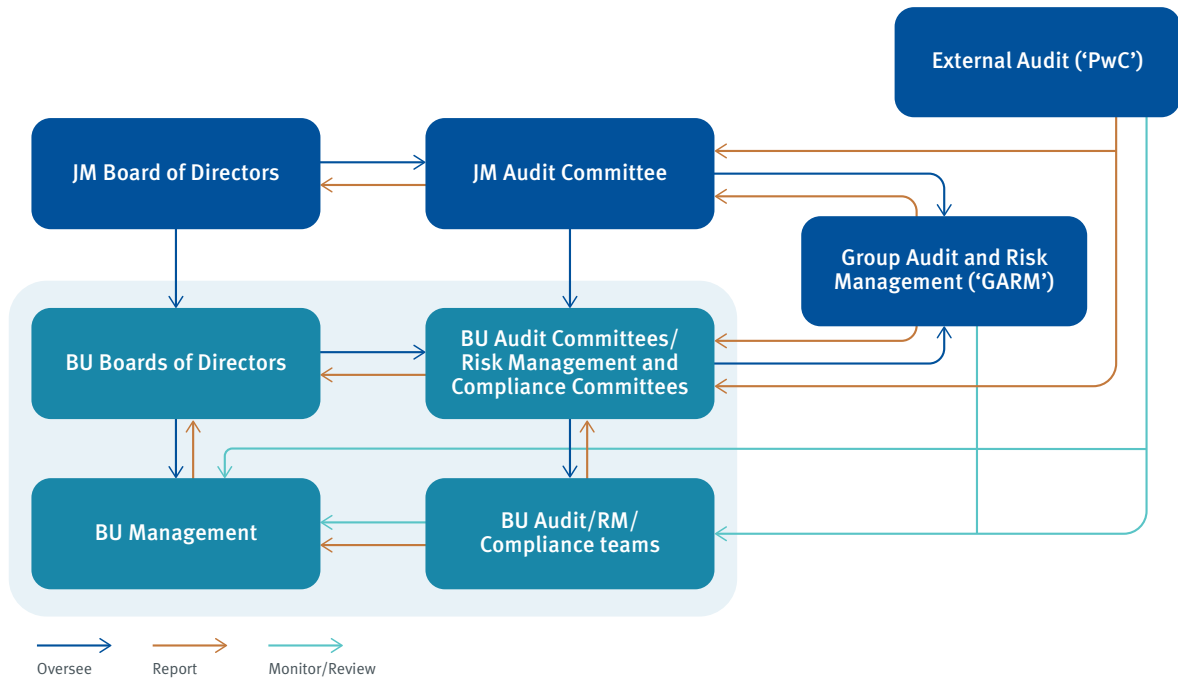 External Audit (‘PwC’)
JM Board of Directors
JM Audit Committee
Group Audit and Risk
Management (‘GARM’)
BU Boards of Directors
BU Audit Committees/
Risk Management and
Compliance Committees
BU Management
BU Audit/RM/
Compliance teams
Oversee
Report
Monitor/Review